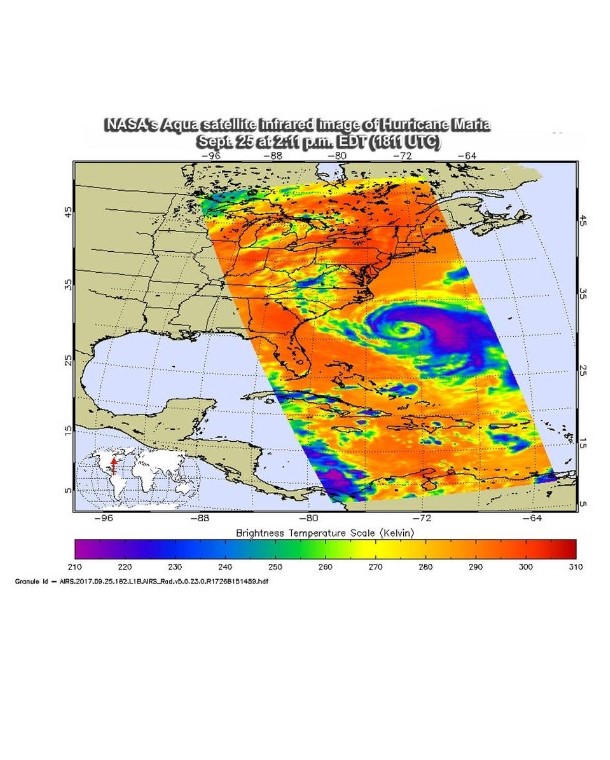 NASA's Aqua satellite infrared image of Hurricane Maria
Sept. 25 at 2:11 p.m. EDT (1811 UTC)
-96 -88 -80 -72 -64
45 45
35 35
25 25
15 15
5 5
-96 -88 -80 -72 -64
Brightness Temperature Scale (Kelvin)
210 220 230 240 250 260 270 280 290 300 310
Granule Id = AIRS.2017.09.25.182.L1B.AIRS_Rad.v5.0.23.0.R17268151489.hdf